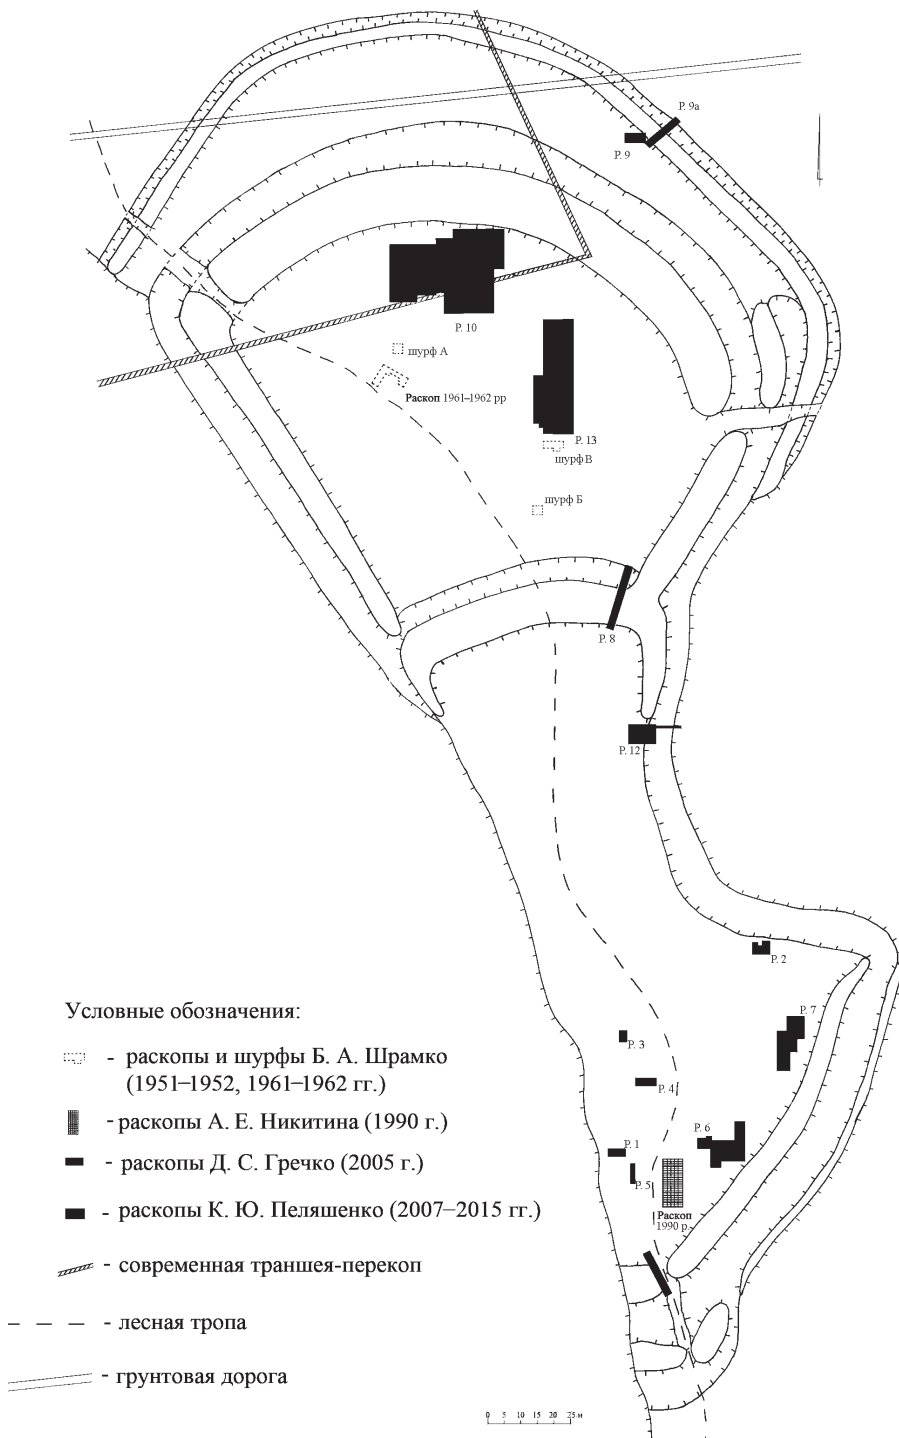 Р. 9а
Р. 9
Р. 10
шурф А
Раскоп 1961–1962 рр
Р. 13
шурф В
шурф Б
Р. 8
Р. 12
Р. 2
Р. 7
Р. 3
Р. 4
Р. 6
Р. 1
Р. 5
Раскоп
1990 р.
Условные обозначения:
- раскопы и шурфы Б. А. Шрамко
(1951–1952, 1961–1962 гг.)
- раскопы А. Е. Никитина (1990 г.)
- раскопы Д. С. Гречко (2005 г.)
- раскопы К. Ю. Пеляшенко (2007–2015 гг.)
- современная траншея-перекоп
- лесная тропа
- грунтовая дорога
0 5 10 15 20 25 м